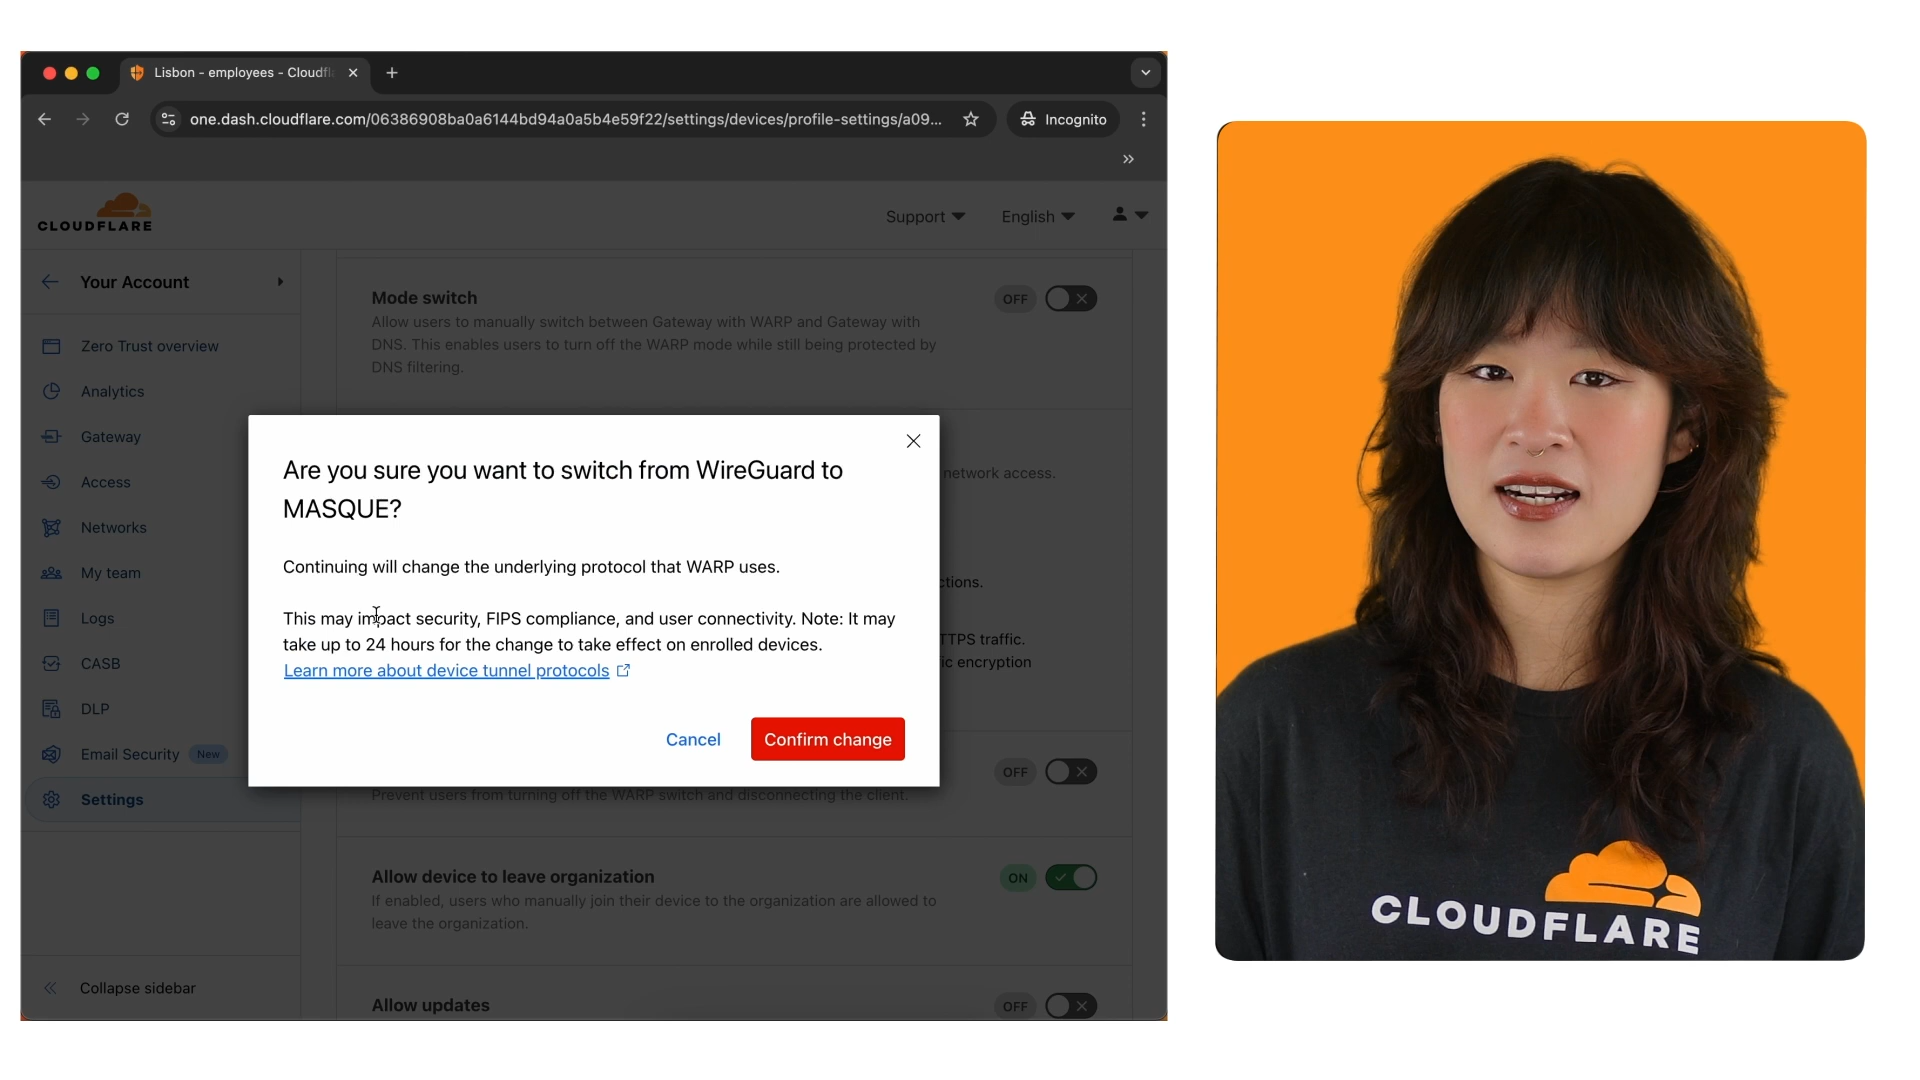 Lisbon - employees - Cloudfl
one.dash.cloudflare.com/06386908ba0a6144bd94a0a5b4e59f22/settings/devices/profile-settings/a09...
Incognito
CLOUDFLARE
Support
English
Your Account
Zero Trust overview
Analytics
Gateway
Access
Networks
My team
Logs
CASB
DLP
Email Security New
Settings
Collapse sidebar
Mode switch
OFF
Allow users to manually switch between Gateway with WARP and Gateway with
DNS. This enables users to turn off the WARP mode while still being protected by
DNS filtering.
network access.
ctions.
TTPS traffic.
ic encryption
Are you sure you want to switch from WireGuard to
MASQUE?
Continuing will change the underlying protocol that WARP uses.
This may impact security, FIPS compliance, and user connectivity. Note: It may
take up to 24 hours for the change to take effect on enrolled devices.
Learn more about device tunnel protocols
Cancel
Confirm change
OFF
Prevent users from turning off the WARP switch and disconnecting the client.
Allow device to leave organization
ON
If enabled, users who manually join their device to the organization are allowed to
leave the organization.
Allow updates
OFF
CLOUDFLARE